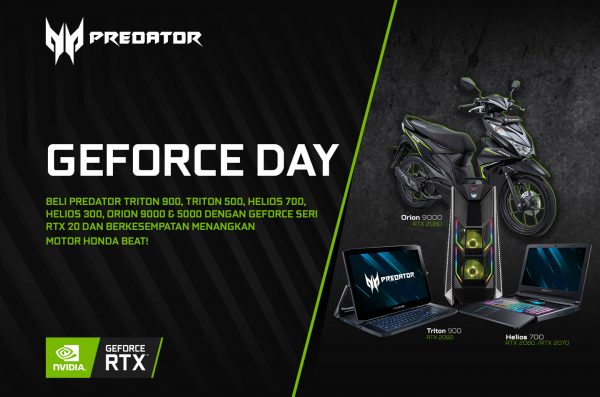 PREDATOR
GEFORCE DAY
BELI PREDATOR TRITON 900, TRITON 500, HELIOS 700,
HELIOS 300, ORION 9000 & 5000 DENGAN GEFORCE SERI
RTX 20 DAN BERKESEMPATAN MENANGKAN
MOTOR HONDA BEAT!
Orion 9000
RTX 2080
PREDATOR
Triton 900
RTX 2080
Helios 700
RTX 2080 /RTX 2070
NVIDIA.
GEFORCE
RTX™